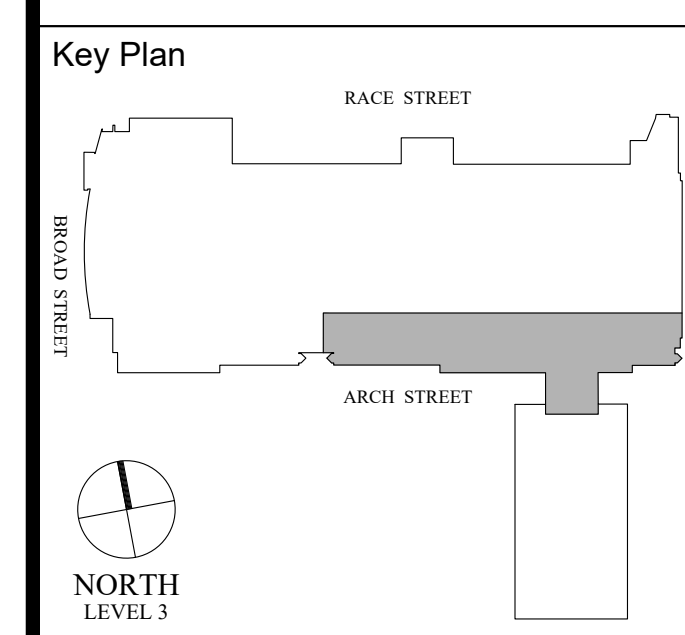 Key Plan
RACE STREET
BROAD STREET
ARCH STREET
NORTH
LEVEL 3